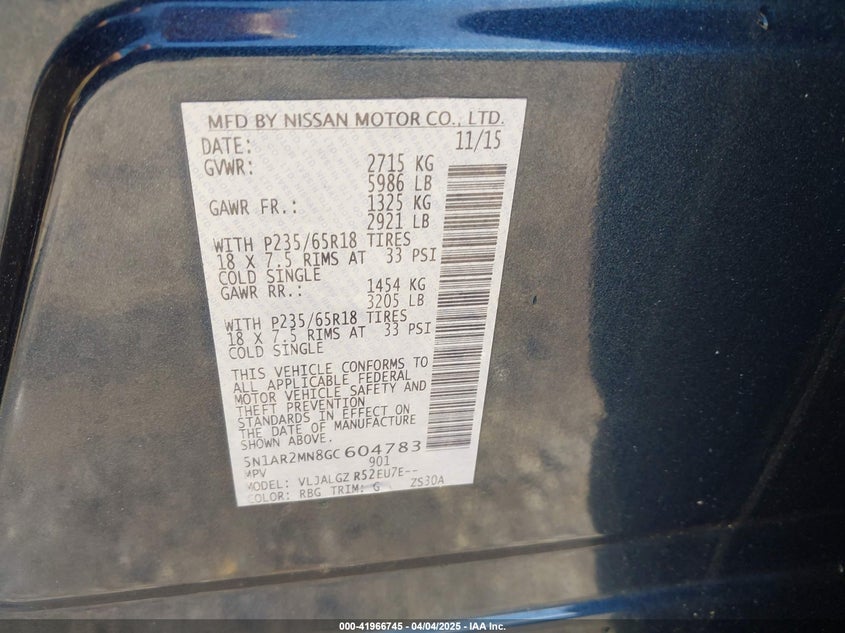 MFD BY NISSAN MOTOR CO., LTD.
DATE: 11/15
GVWR: 2715 KG
5986 LB
GAWR FR.: 1325 KG
2921 LB
WITH P235/65R18 TIRES
18 X 7.5 RIMS AT 33 PSI
COLD SINGLE
GAWR RR.: 1454 KG
3205 LB
WITH P235/65R18 TIRES
18 X 7.5 RIMS AT 33 PSI
COLD SINGLE
THIS VEHICLE CONFORMS TO
ALL APPLICABLE FEDERAL
MOTOR VEHICLE SAFETY AND
THEFT PREVENTION
STANDARDS IN EFFECT ON
THE DATE OF MANUFACTURE
SHOWN ABOVE.
5N1AR2MN8GC 604783
MPV 901
MODEL: VLJALGZ R52EU7E--
COLOR: RBG TRIM: G ZS30A
000-41966745 - 04/04/2025 - IAA Inc.